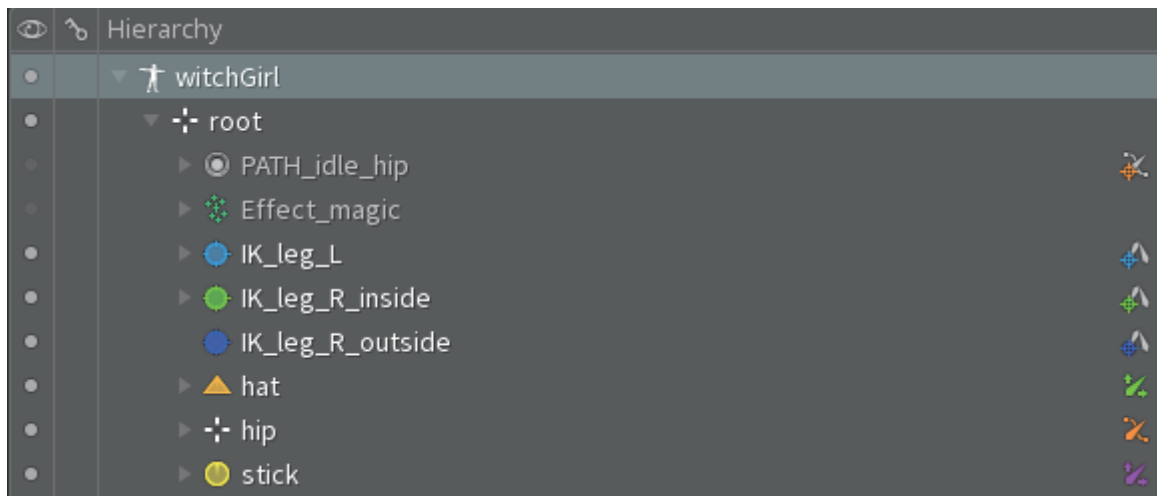 Hierarchy
witchGirl
root
PATH_idle_hip
Effect_magic
IK_leg_L
IK_leg_R_inside
IK_leg_R_outside
hat
hip
stick